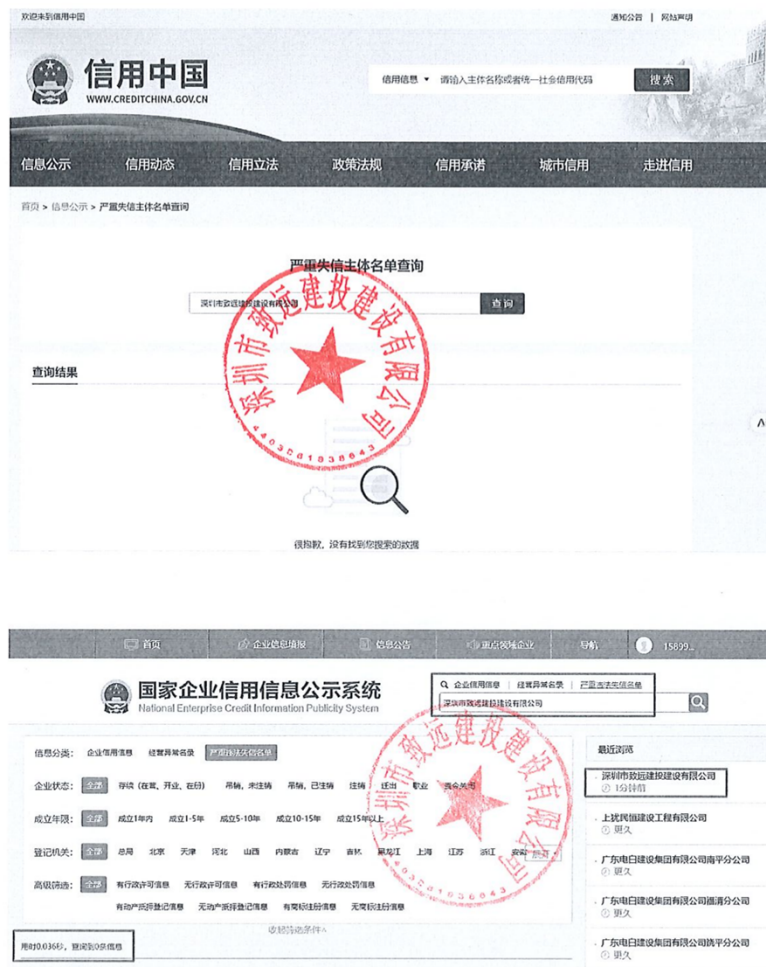 欢迎来到信用中国
通知公告 | 网站声明
信用中国
WWW.CREDITCHINA.GOV.CN
信用信息 请输入主体名称或者统一社会信用代码 搜索
信息公示 信用动态 信用立法 政策法规 信用承诺 城市信用 走进信用
首页 > 信息公示 > 严重失信主体名单查询
严重失信主体名单查询
深圳市致远建投建设有限公司 查询
深圳市致远建投建设有限公司
查询结果
很抱歉，没有找到您搜索的数据
首页 企业信息填报 信息公告 重点领域企业 导航 15899...
国家企业信用信息公示系统
National Enterprise Credit Information Publicity System
企业信用信息 | 经营异常名录 | 严重违法失信名单
深圳市致远建投建设有限公司
深圳市致远建投建设有限公司
信息分类： 企业信用信息 经营异常名录 严重违法失信名单
企业状态： 全部 存续（在营、开业、在册） 吊销，未注销 吊销，已注销 注销 迁出
成立年限： 全部 成立1年内 成立1-5年 成立5-10年 成立10-15年 成立15年以上
登记机关： 全部 总局 北京 天津 河北 山西 内蒙古 辽宁 吉林 黑龙江 上海 江苏 浙江 安徽
高级筛选： 全部 有行政许可信息 无行政许可信息 有行政处罚信息 无行政处罚信息
有动产抵押登记信息 无动产抵押登记信息 有商标注册信息 无商标注册信息
收起筛选条件
用时0.036秒，查询到0条信息
最近浏览
深圳市致远建投建设有限公司
1分钟前
上犹民恒建设工程有限公司
更久
广东电白建设集团有限公司南平分公司
更久
广东电白建设集团有限公司福清分公司
更久
广东电白建设集团有限公司饶平分公司
更久